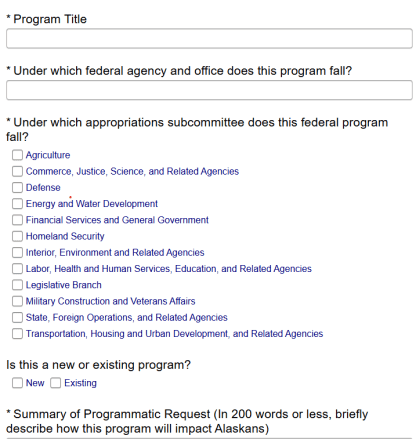 * Program Title
* Under which federal agency and office does this program fall?
* Under which appropriations subcommittee does this federal program
fall?
Agriculture
Commerce, Justice, Science, and Related Agencies
Defense
Energy and Water Development
Financial Services and General Government
Homeland Security
Interior, Environment and Related Agencies
Labor, Health and Human Services, Education, and Related Agencies
Legislative Branch
Military Construction and Veterans Affairs
State, Foreign Operations, and Related Agencies
Transportation, Housing and Urban Development, and Related Agencies
Is this a new or existing program?
New Existing
* Summary of Programmatic Request (In 200 words or less, briefly
describe how this program will impact Alaskans)